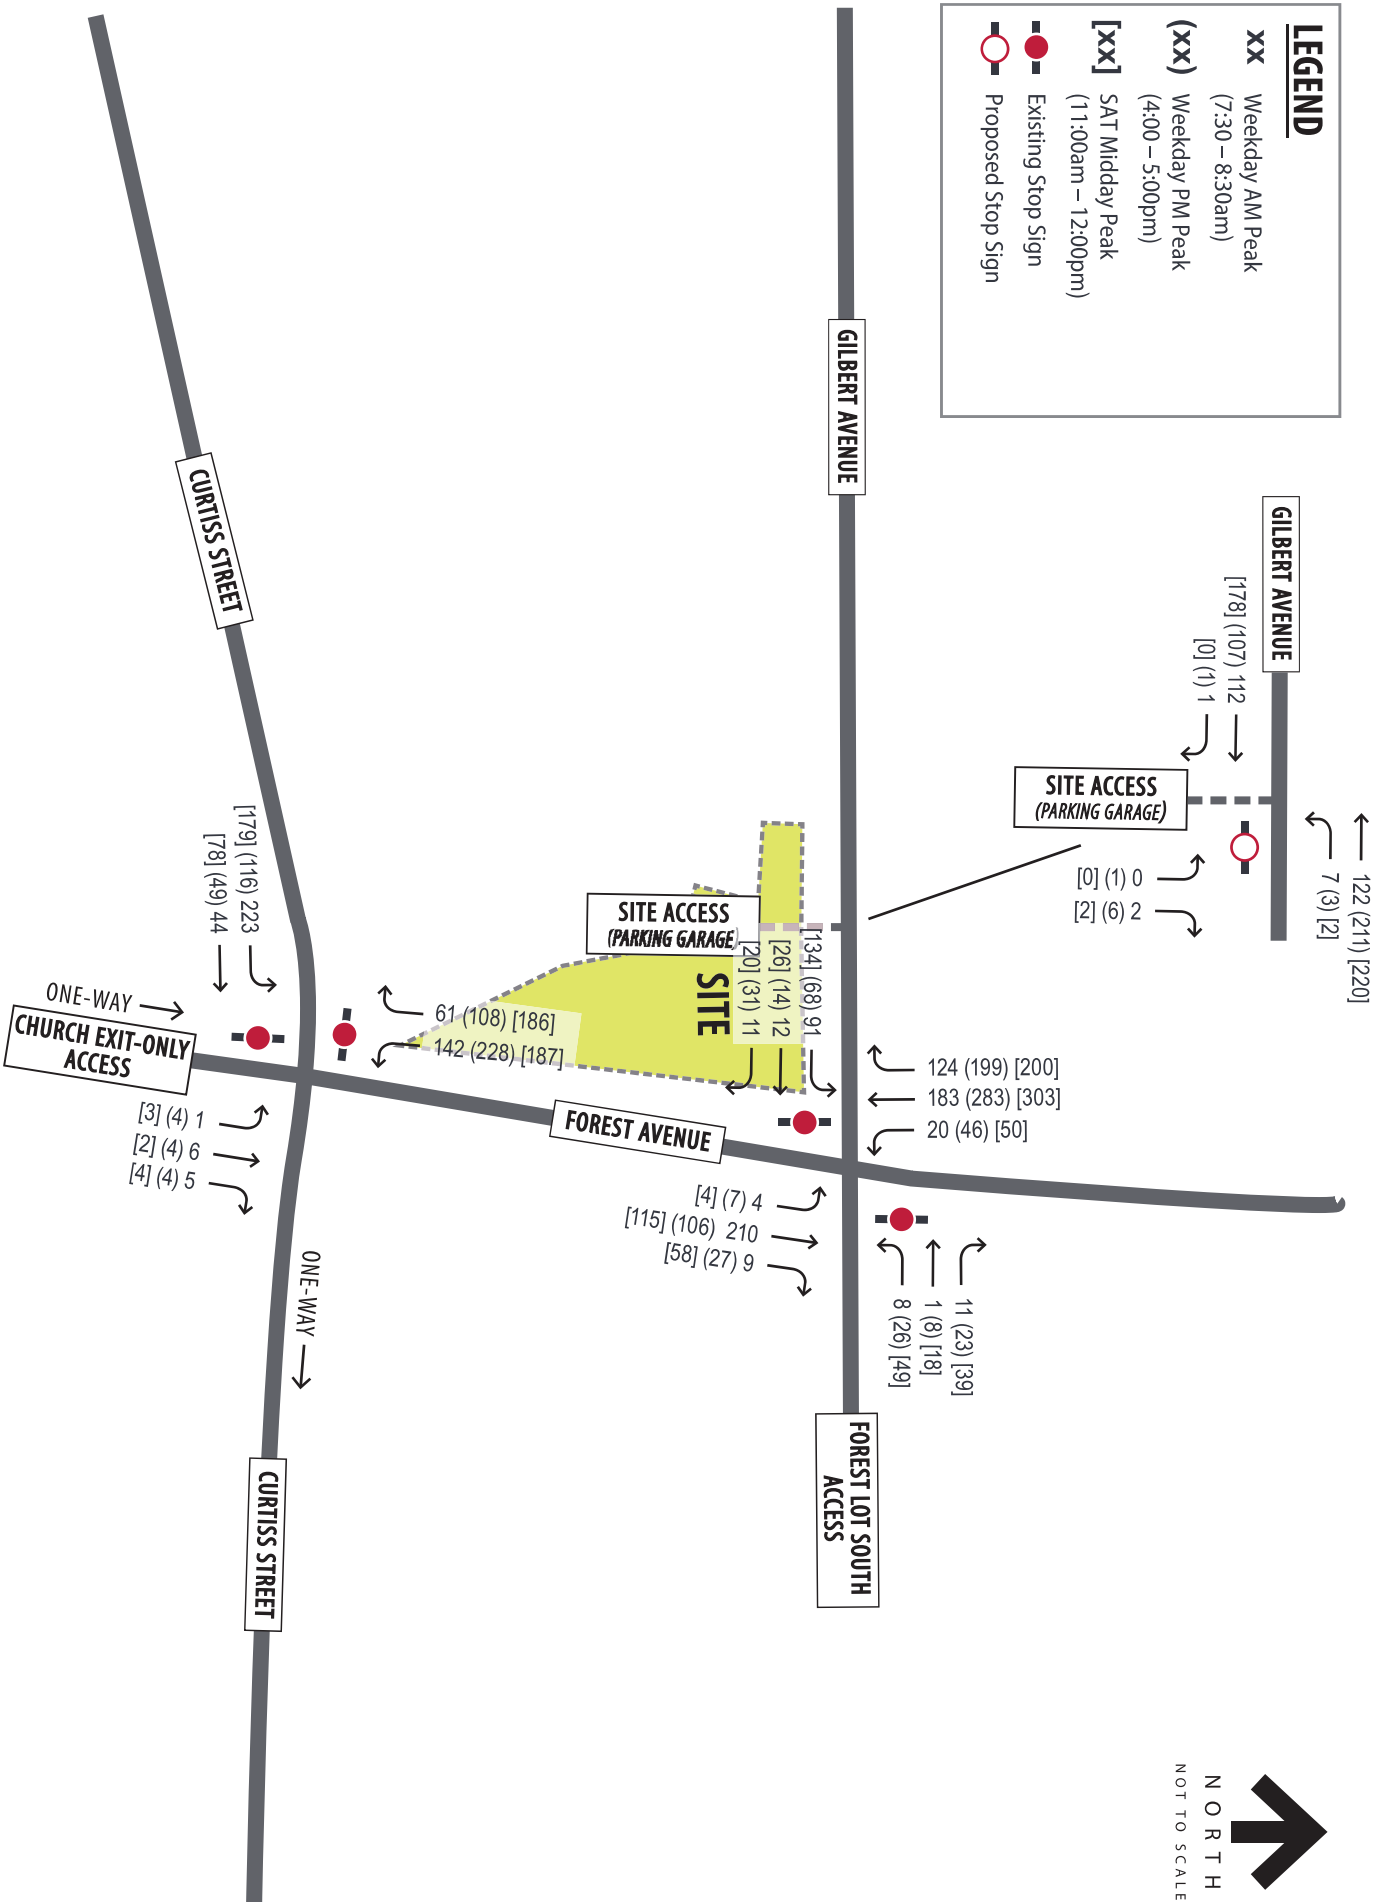 LEGEND
xx Weekday AM Peak
(7:30 – 8:30am)
(xx) Weekday PM Peak
(4:00 – 5:00pm)
[xx] SAT Midday Peak
(11:00am – 12:00pm)
Existing Stop Sign
Proposed Stop Sign
GILBERT AVENUE
GILBERT AVENUE
[178] (107) 112
[0] (1) 1
SITE ACCESS
(PARKING GARAGE)
122 (211) [220]
7 (3) [2]
[0] (1) 0
[2] (6) 2
CURTISS STREET
[179] (116) 223
[78] (49) 44
SITE ACCESS
(PARKING GARAGE)
SITE
[134] (68) 91
[26] (14) 12
[20] (31) 11
61 (108) [186]
142 (228) [187]
124 (199) [200]
183 (283) [303]
20 (46) [50]
ONE-WAY
CHURCH EXIT-ONLY
ACCESS
[3] (4) 1
[2] (4) 6
[4] (4) 5
FOREST AVENUE
[4] (7) 4
[115] (106) 210
[58] (27) 9
11 (23) [39]
1 (8) [18]
8 (26) [49]
ONE-WAY
FOREST LOT SOUTH
ACCESS
CURTISS STREET
NORTH
NOT TO SCALE